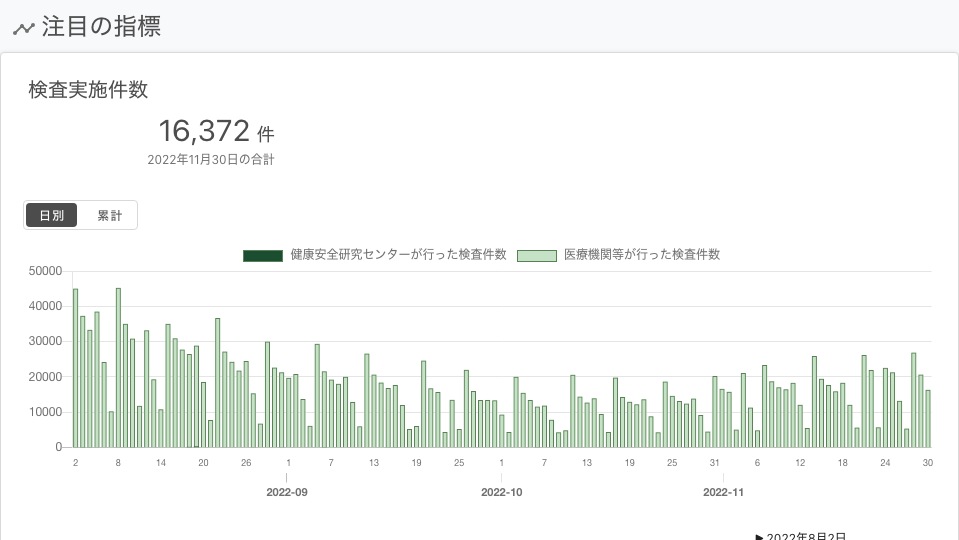 注目の指標
検査実施件数
16,372 件
2022年11月30日の合計
日別 累計
健康安全研究センターが行った検査件数 医療機関等が行った検査件数
50000
40000
30000
20000
10000
0
2 8 14 20 26 1 7 13 19 25 1 7 13 19 25 31 6 12 18 24 30
2022-09 2022-10 2022-11
▶ 2022年8月2日